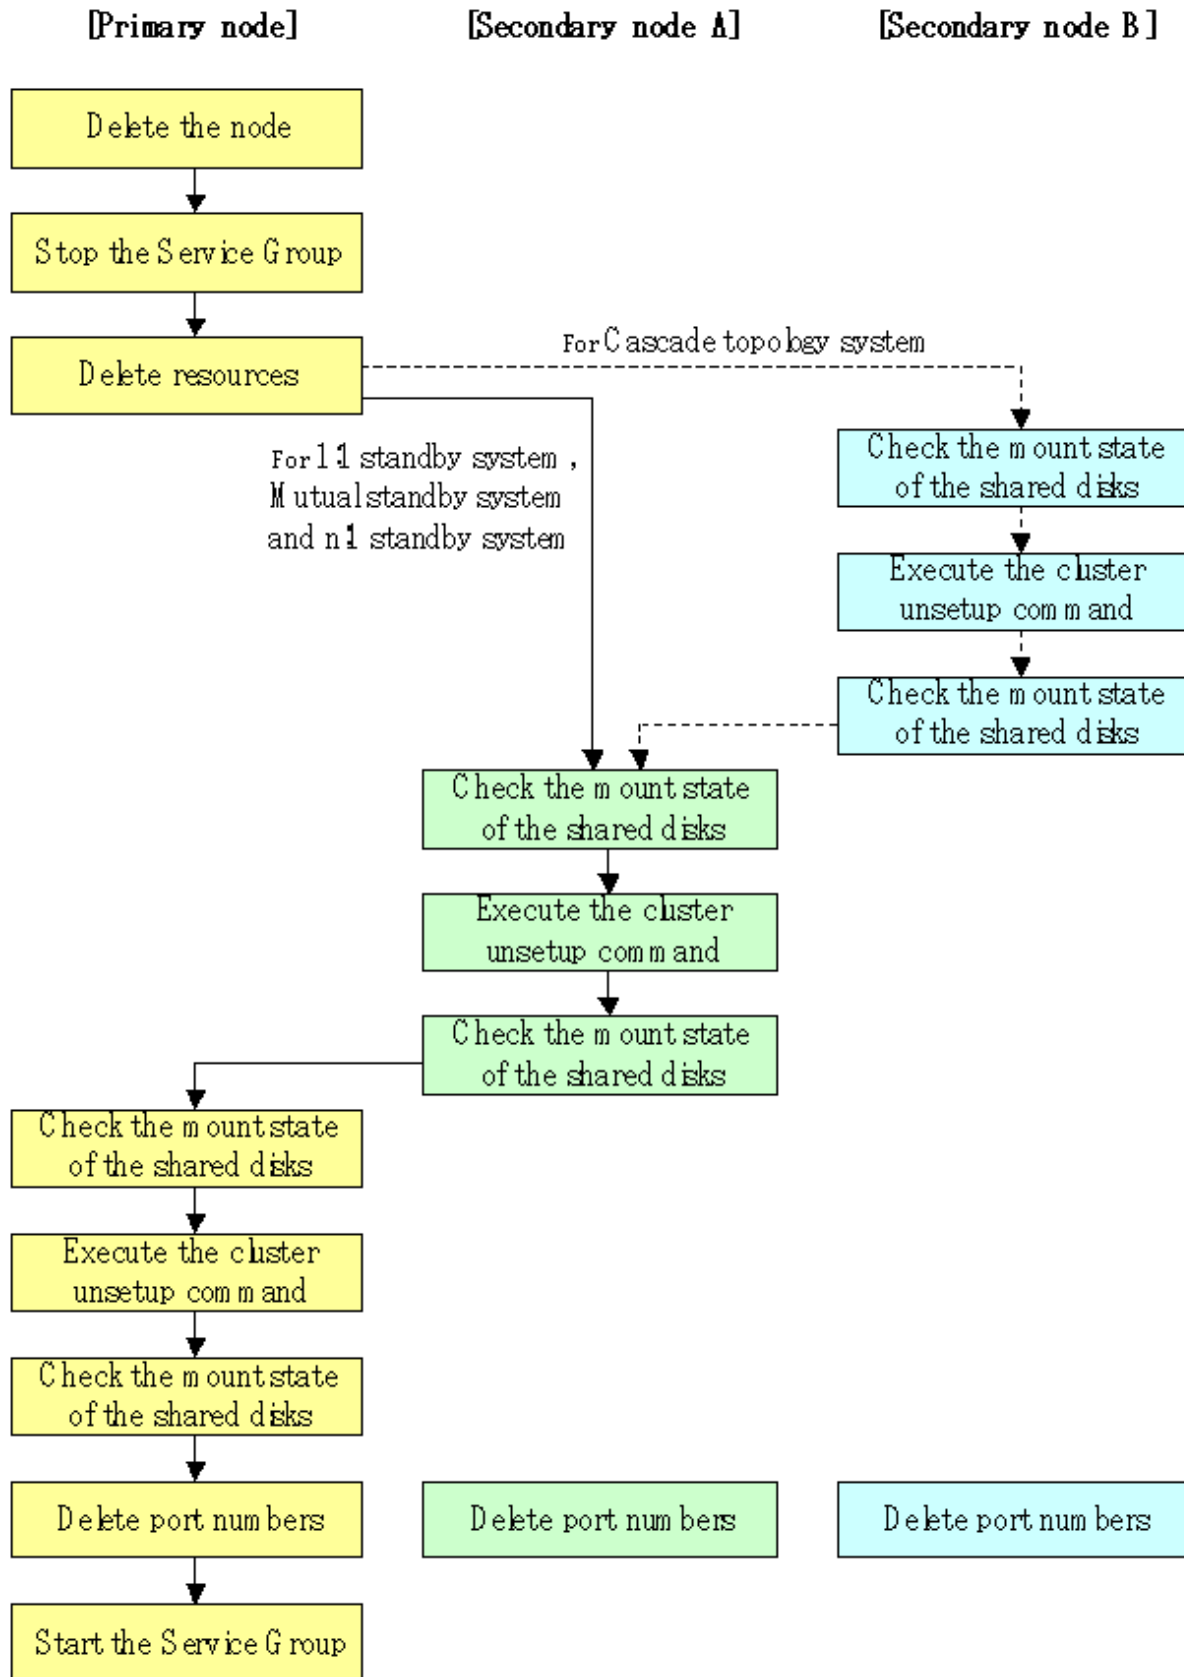 [Primary node] [Secondary node A] [Secondary node B]
Delete the node
Stop the Service Group
Delete resources
For Cascade topology system
For 1:1 standby system,
Mutual standby system
and n:1 standby system
Check the mount state
of the shared disks
Execute the cluster
unsetup command
Check the mount state
of the shared disks
Check the mount state
of the shared disks
Execute the cluster
unsetup command
Check the mount state
of the shared disks
Check the mount state
of the shared disks
Execute the cluster
unsetup command
Check the mount state
of the shared disks
Delete port numbers Delete port numbers Delete port numbers
Start the Service Group